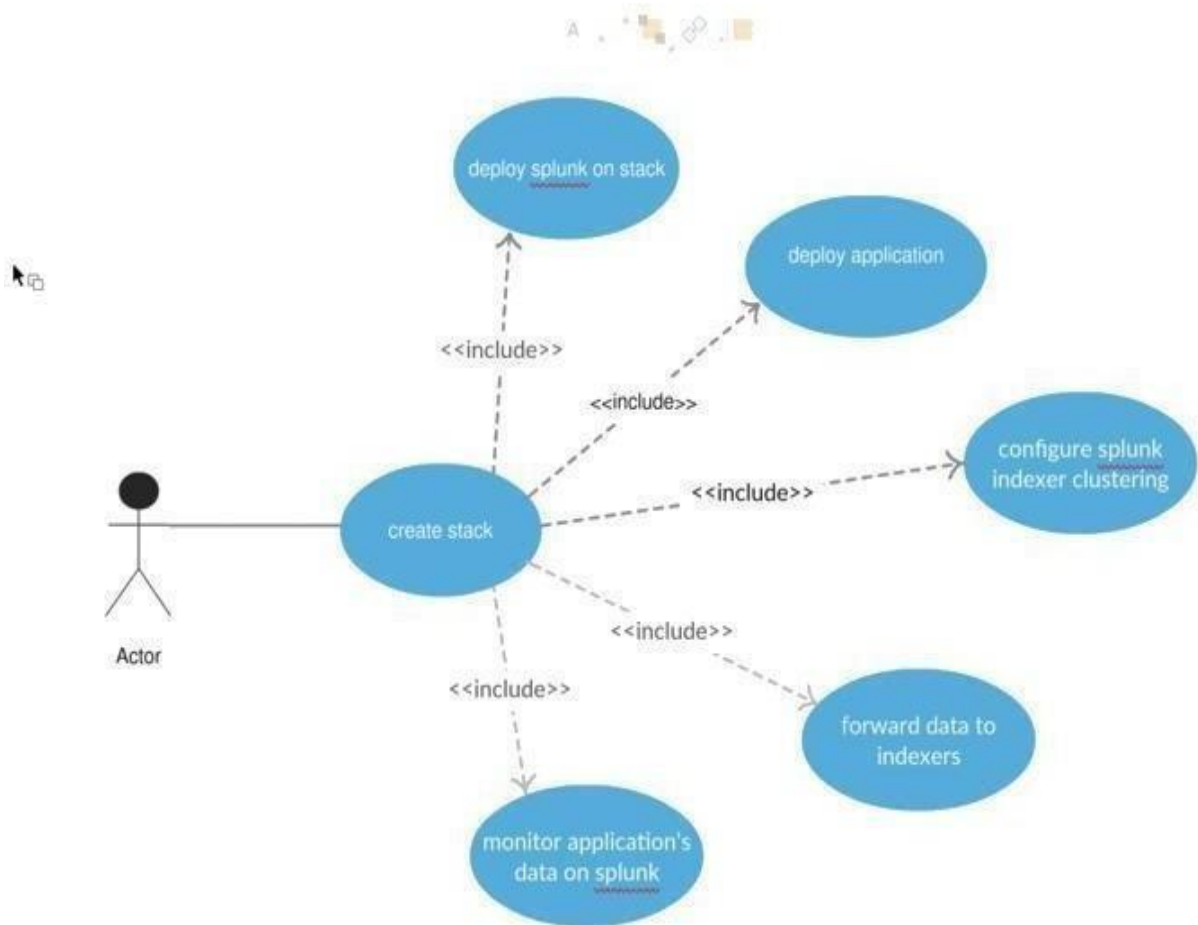 A
deploy splunk on stack
deploy application
<<include>>
<<include>>
configure splunk
indexer clustering
<<include>>
create stack
<<include>>
Actor
<<include>>
forward data to
indexers
monitor application's
data on splunk